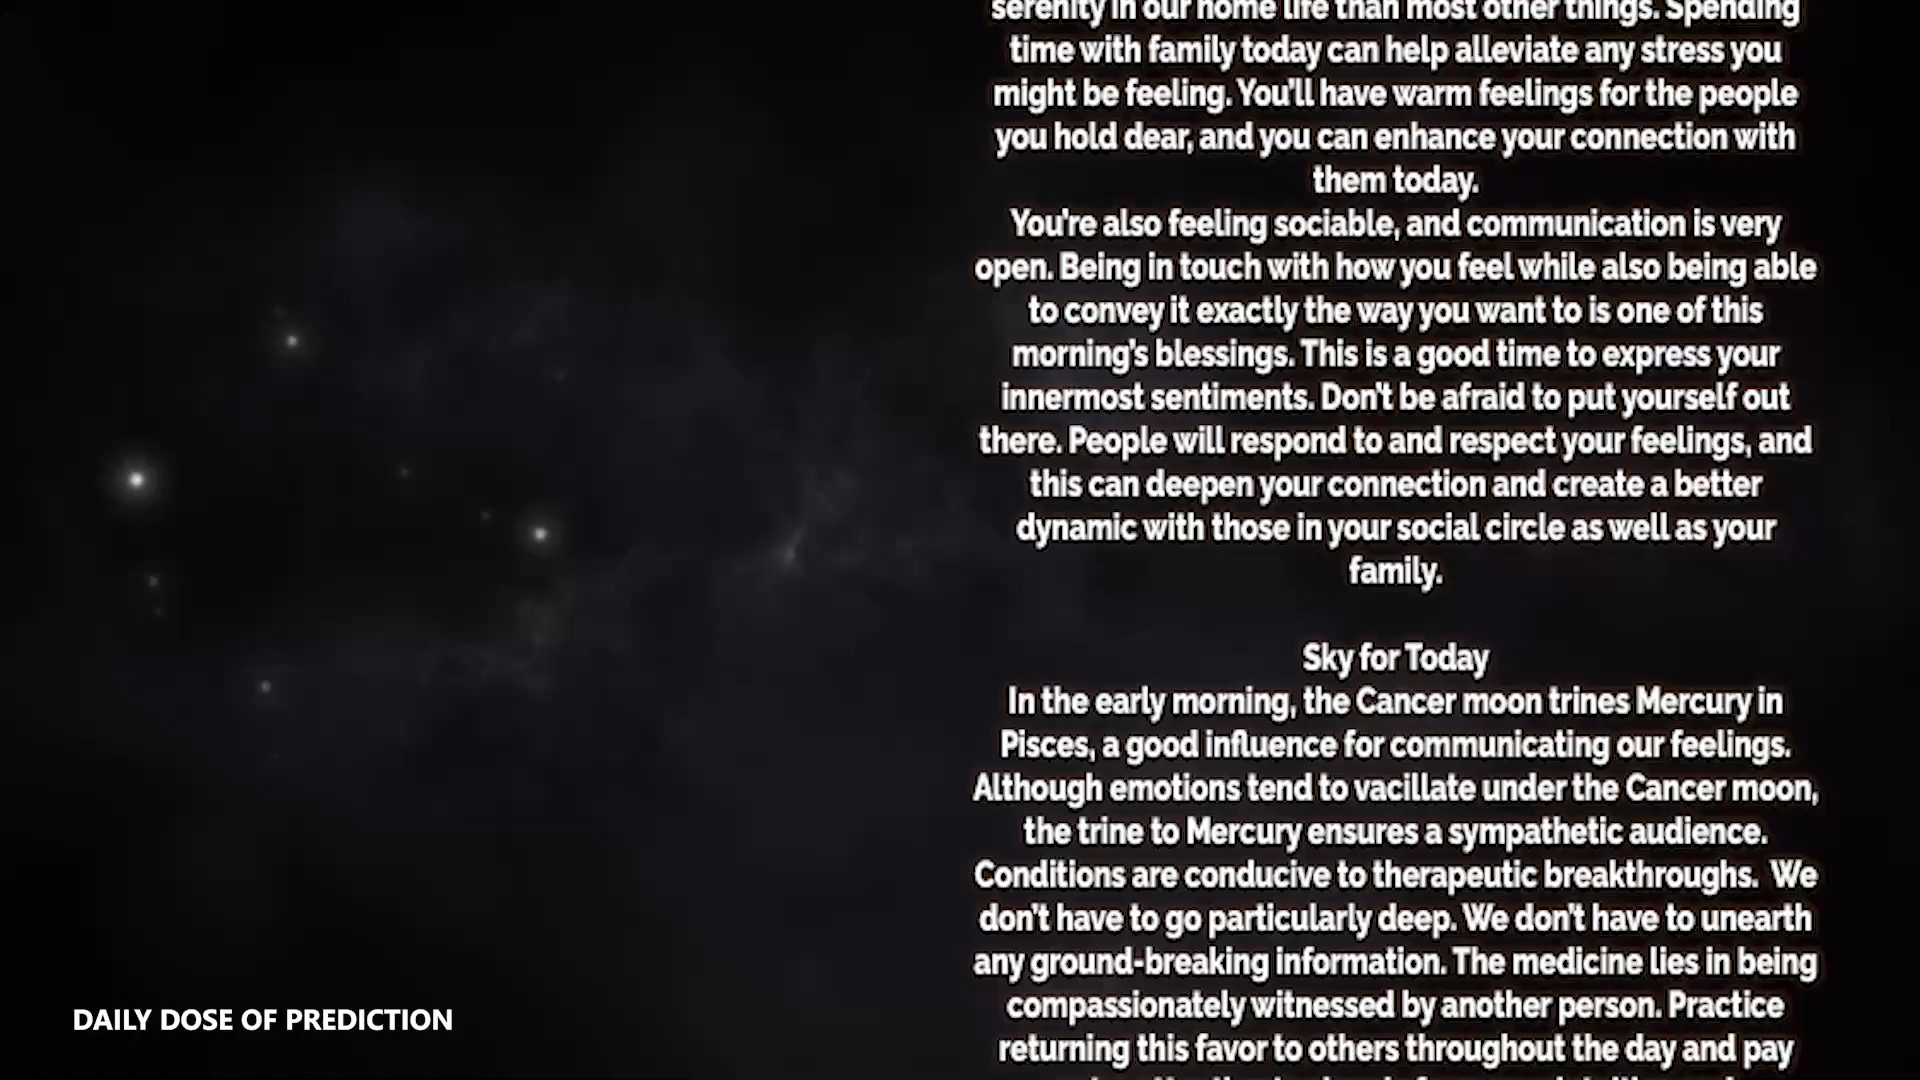 serenity in our home life than most other things. Spending
time with family today can help alleviate any stress you
might be feeling. You'll have warm feelings for the people
you hold dear, and you can enhance your connection with
them today.
You're also feeling sociable, and communication is very
open. Being in touch with how you feel while also being able
to convey it exactly the way you want to is one of this
morning's blessings. This is a good time to express your
innermost sentiments. Don't be afraid to put yourself out
there. People will respond to and respect your feelings, and
this can deepen your connection and create a better
dynamic with those in your social circle as well as your
family.
Sky for Today
In the early morning, the Cancer moon trines Mercury in
Pisces, a good influence for communicating our feelings.
Although emotions tend to vacillate under the Cancer moon,
the trine to Mercury ensures a sympathetic audience.
Conditions are conducive to therapeutic breakthroughs.  We
don't have to go particularly deep. We don't have to unearth
any ground-breaking information. The medicine lies in being
compassionately witnessed by another person. Practice
returning this favor to others throughout the day and pay
DAILY DOSE OF PREDICTION